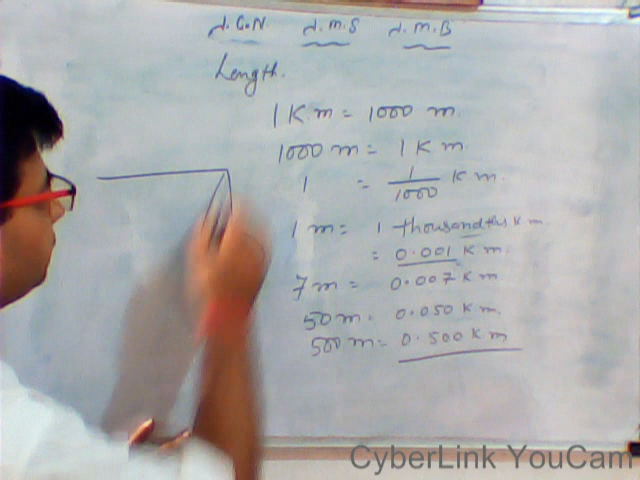 J.G.N. J.M.S J.M.B
Length.
1 K.m = 1000 m.
1000 m = 1 K m
1 = 1/1000 K m.
1 m = 1 thousandths K m.
= 0.001 K m.
7 m = 0.007 K m
50 m = 0.050 K m.
500 m = 0.500 K m
CyberLink YouCam